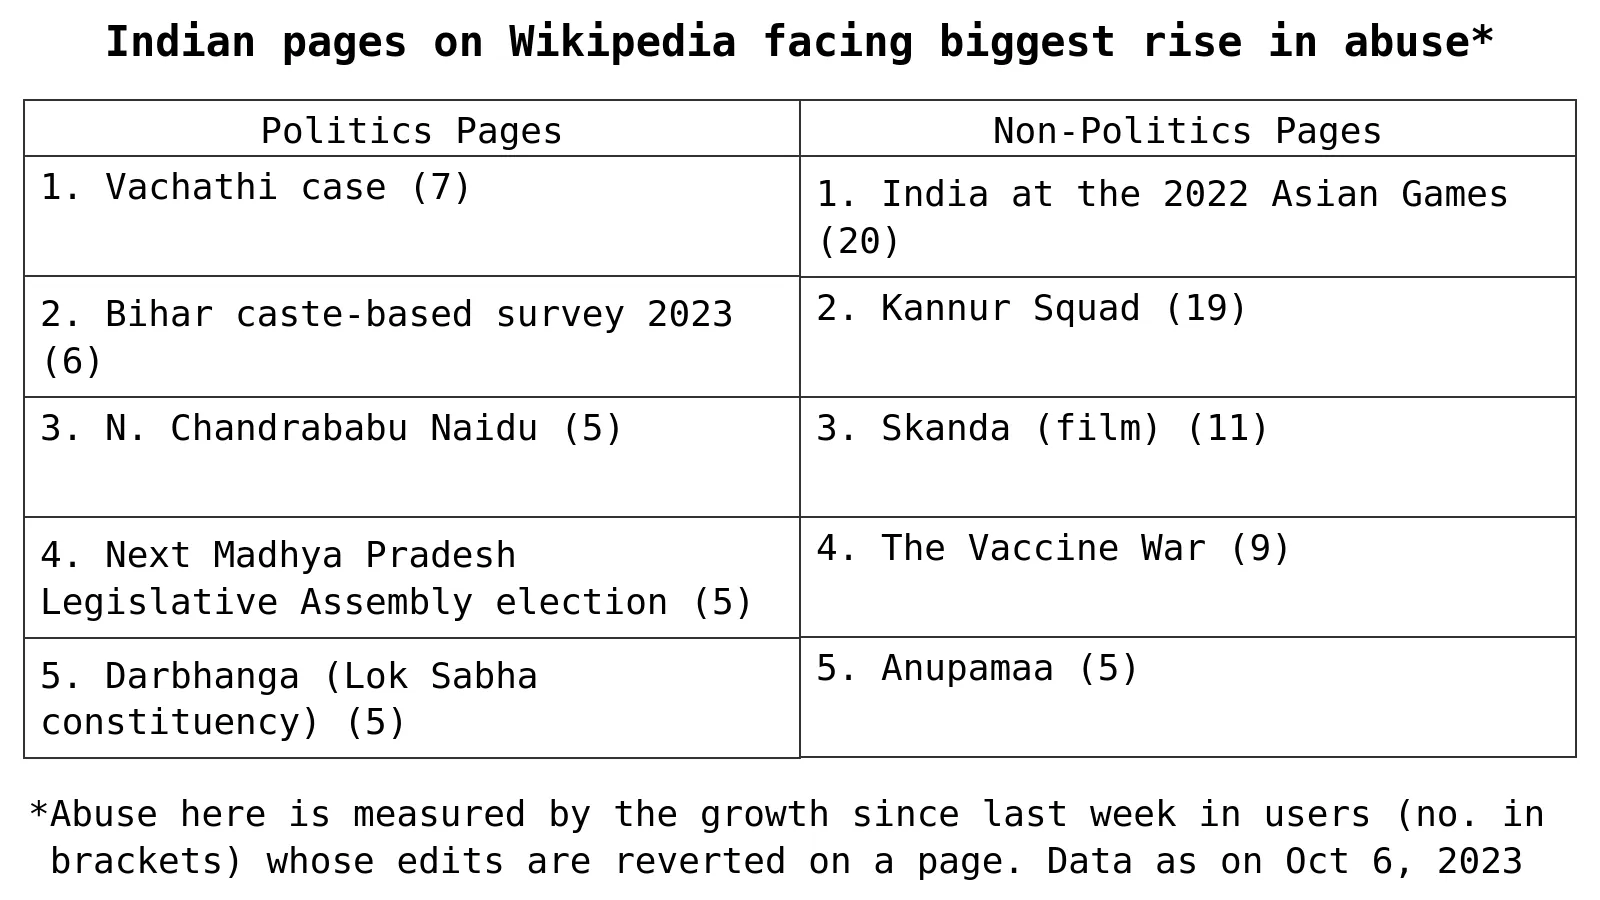 Indian pages on Wikipedia facing biggest rise in abuse*
Politics Pages
Non-Politics Pages
1. Vachathi case (7)
1. India at the 2022 Asian Games
(20)
2. Bihar caste-based survey 2023
(6)
2. Kannur Squad (19)
3. N. Chandrababu Naidu (5)
3. Skanda (film) (11)
4. Next Madhya Pradesh
Legislative Assembly election (5)
4. The Vaccine War (9)
5. Darbhanga (Lok Sabha
constituency) (5)
5. Anupamaa (5)
*Abuse here is measured by the growth since last week in users (no. in
brackets) whose edits are reverted on a page. Data as on Oct 6, 2023